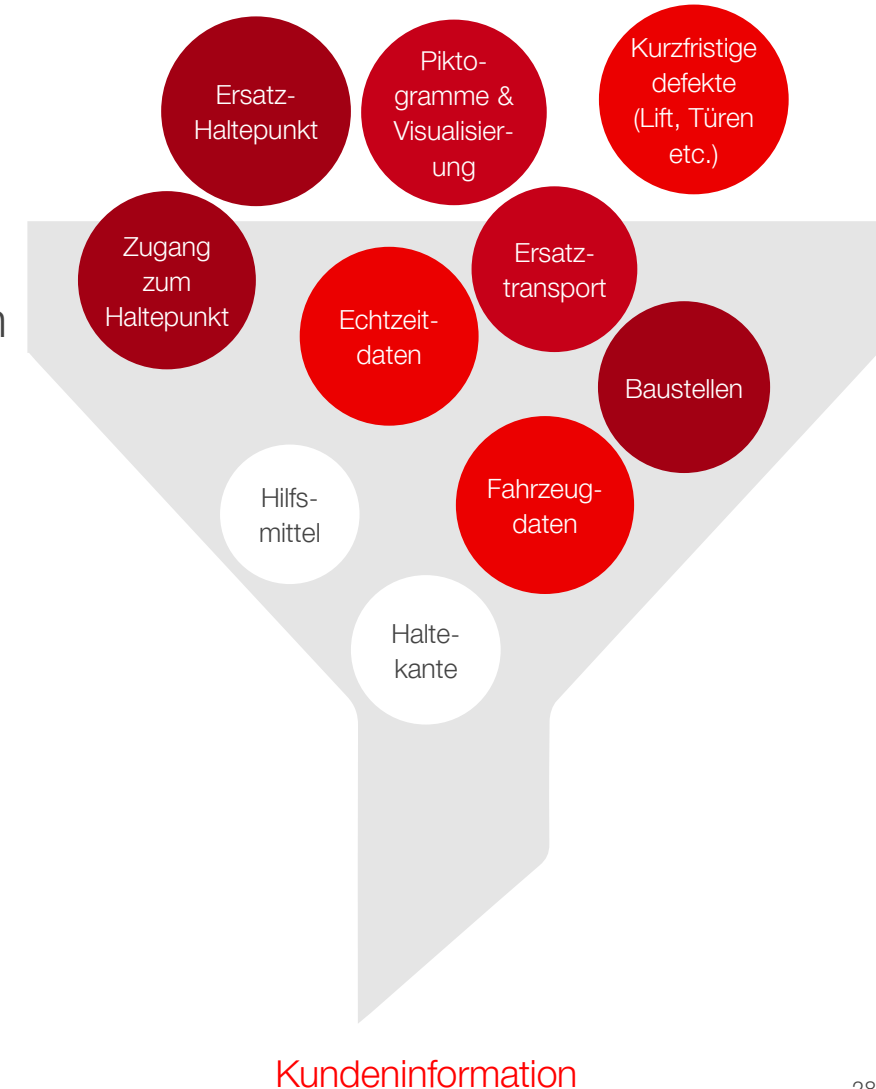 Ersatz-
Haltepunkt
Pikto-
gramme &
Visualisier-
ung
Kurzfristige
defekte
(Lift, Türen
etc.)
Zugang
zum
Haltepunkt
Ersatz-
transport
Echtzeit-
daten
Baustellen
Hilfs-
mittel
Fahrzeug-
daten
Halte-
kante
Kundeninformation